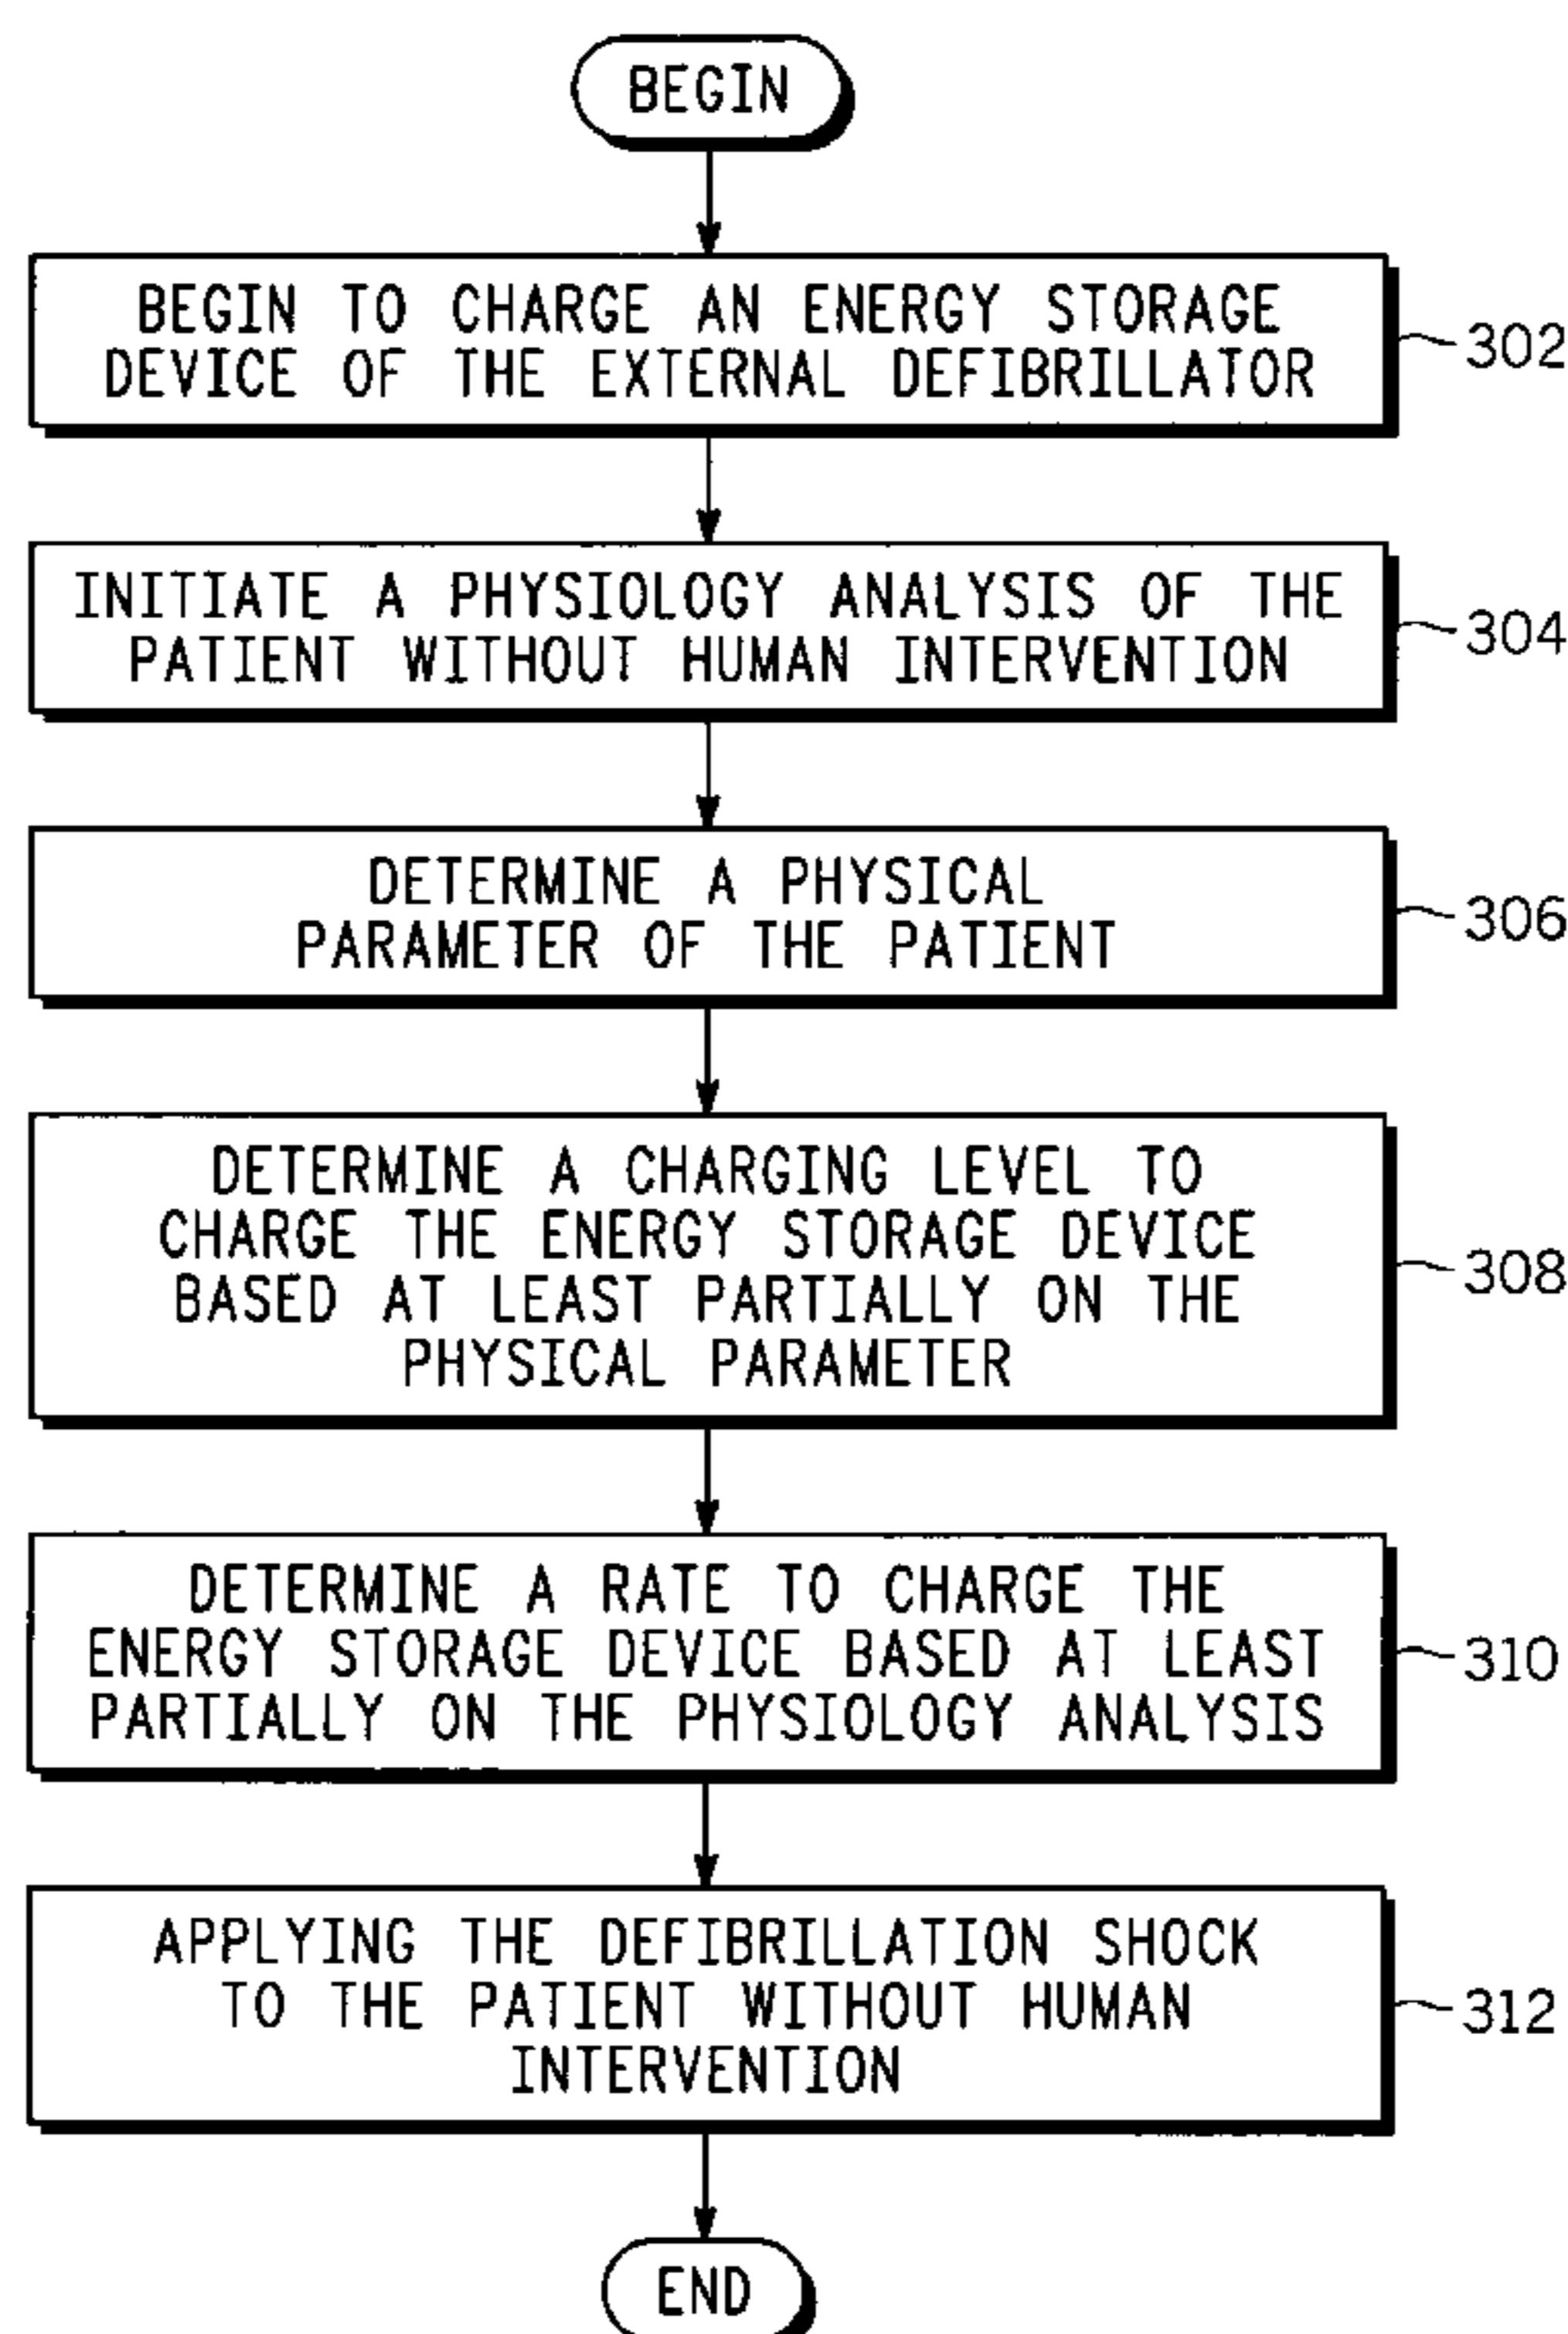 BEGIN
BEGIN TO CHARGE AN ENERGY STORAGE
DEVICE OF THE EXTERNAL DEFIBRILLATOR
302
INITIATE A PHYSIOLOGY ANALYSIS OF THE
PATIENT WITHOUT HUMAN INTERVENTION
304
DETERMINE A PHYSICAL
PARAMETER OF THE PATIENT
306
DETERMINE A CHARGING LEVEL TO
CHARGE THE ENERGY STORAGE DEVICE
BASED AT LEAST PARTIALLY ON THE
PHYSICAL PARAMETER
308
DETERMINE A RATE TO CHARGE THE
ENERGY STORAGE DEVICE BASED AT LEAST
PARTIALLY ON THE PHYSIOLOGY ANALYSIS
310
APPLYING THE DEFIBRILLATION SHOCK
TO THE PATIENT WITHOUT HUMAN
INTERVENTION
312
END